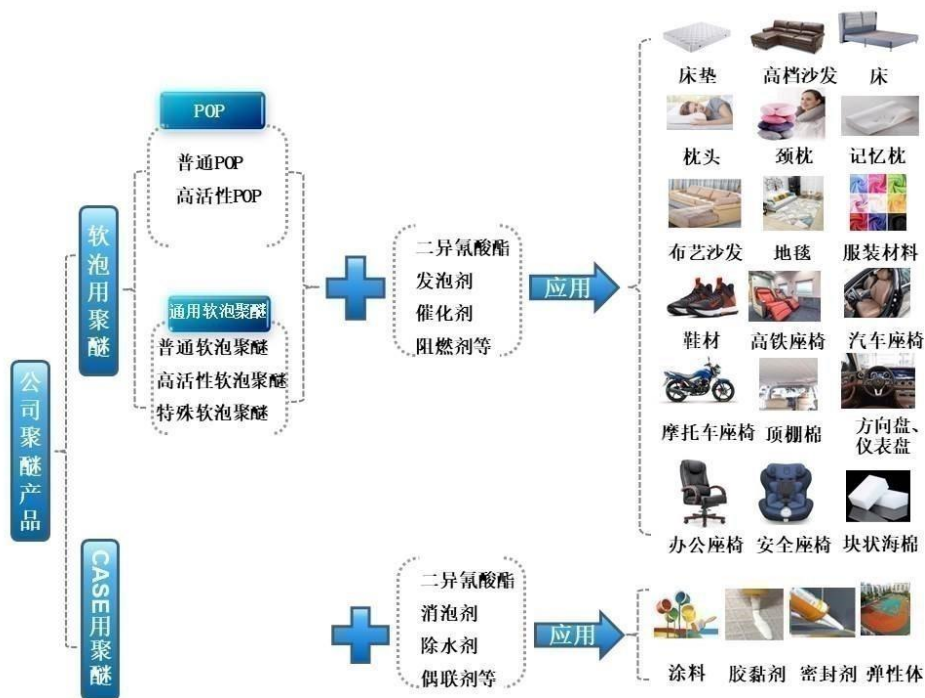 公司聚醚产品
软泡用聚醚
POP
普通POP
高活性POP
通用软泡聚醚
普通软泡聚醚
高活性软泡聚醚
特殊软泡聚醚
二异氰酸酯
发泡剂
催化剂
阻燃剂等
应用
床垫 高档沙发 床
枕头 颈枕 记忆枕
布艺沙发 地毯 服装材料
鞋材 高铁座椅 汽车座椅
摩托车座椅 顶棚棉 方向盘、
仪表盘
办公座椅 安全座椅 块状海棉
CASE用聚醚
二异氰酸酯
消泡剂
除水剂
偶联剂等
应用
涂料 胶黏剂 密封剂 弹性体